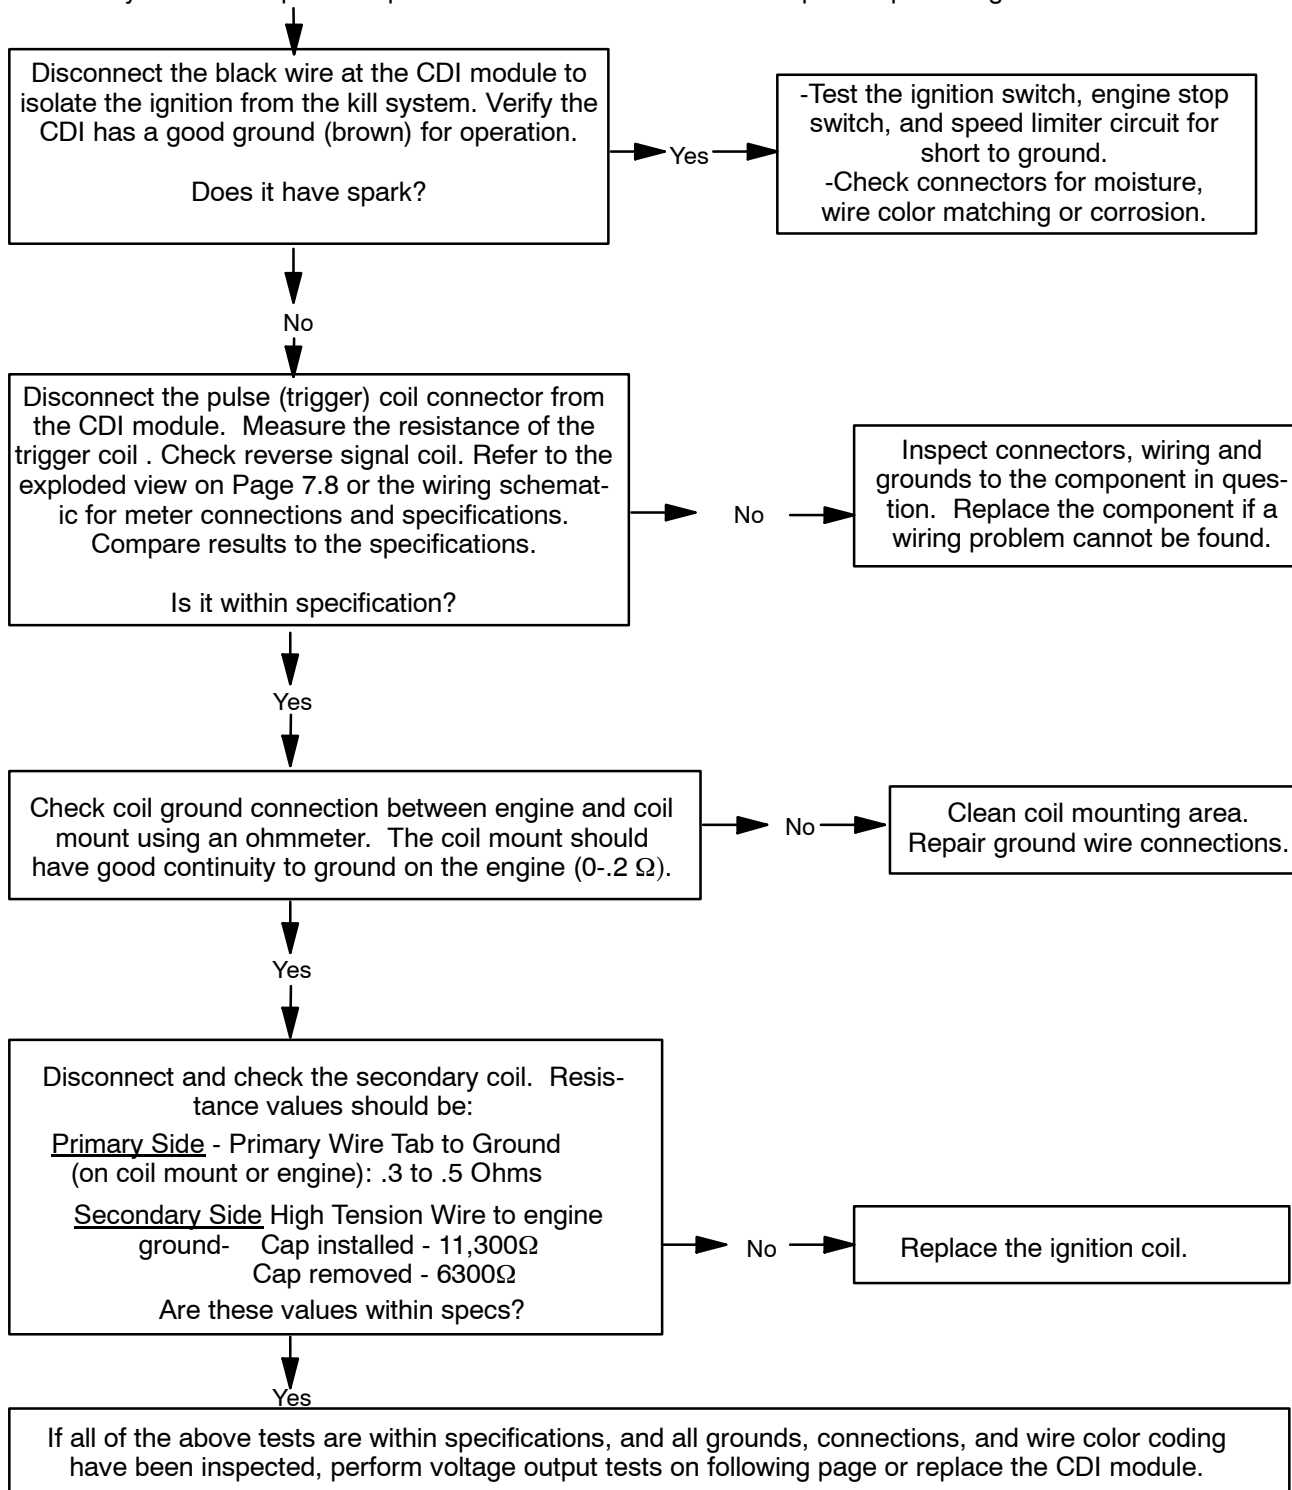 Disconnect the black wire at the CDI module to
isolate the ignition from the kill system. Verify the
CDI has a good ground (brown) for operation.
Does it have spark?
Yes
-Test the ignition switch, engine stop
switch, and speed limiter circuit for
short to ground.
-Check connectors for moisture,
wire color matching or corrosion.
No
Disconnect the pulse (trigger) coil connector from
the CDI module. Measure the resistance of the
trigger coil . Check reverse signal coil. Refer to the
exploded view on Page 7.8 or the wiring schemat-
ic for meter connections and specifications.
Compare results to the specifications.
Is it within specification?
No
Inspect connectors, wiring and
grounds to the component in ques-
tion. Replace the component if a
wiring problem cannot be found.
Yes
Check coil ground connection between engine and coil
mount using an ohmmeter. The coil mount should
have good continuity to ground on the engine (0-.2 Ω).
No
Clean coil mounting area.
Repair ground wire connections.
Yes
Disconnect and check the secondary coil. Resis-
tance values should be:
Primary Side - Primary Wire Tab to Ground
(on coil mount or engine): .3 to .5 Ohms
Secondary Side High Tension Wire to engine
ground- Cap installed - 11,300Ω
Cap removed - 6300Ω
Are these values within specs?
No
Replace the ignition coil.
Yes
If all of the above tests are within specifications, and all grounds, connections, and wire color coding
have been inspected, perform voltage output tests on following page or replace the CDI module.